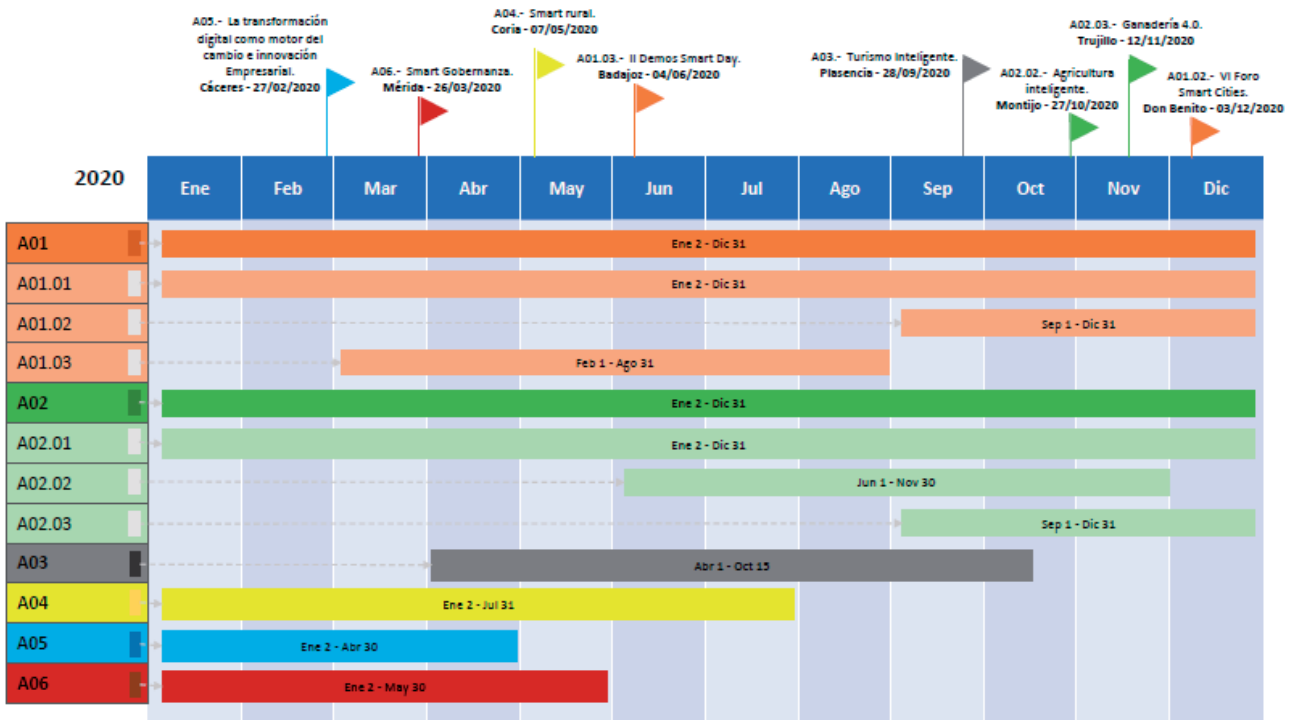 A05.- La transformación
digital como motor del
cambio e innovación
Empresarial.
Cáceres - 27/02/2020
A06.- Smart Gobernanza.
Mérida - 26/03/2020
A04.- Smart rural.
Coria - 07/05/2020
A01.03.- II Demos Smart Day.
Badajoz - 04/06/2020
A03.- Turismo Inteligente.
Plasencia - 28/09/2020
A02.02.- Agricultura
inteligente.
Montijo - 27/10/2020
A02.03.- Ganadería 4.0.
Trujillo - 12/11/2020
A01.02.- VI Foro
Smart Cities.
Don Benito - 03/12/2020
2020 Ene Feb Mar Abr May Jun Jul Ago Sep Oct Nov Dic
A01 Ene 2 - Dic 31
A01.01 Ene 2 - Dic 31
A01.02 Sep 1 - Dic 31
A01.03 Feb 1 - Ago 31
A02 Ene 2 - Dic 31
A02.01 Ene 2 - Dic 31
A02.02 Jun 1 - Nov 30
A02.03 Sep 1 - Dic 31
A03 Abr 1 - Oct 15
A04 Ene 2 - Jul 31
A05 Ene 2 - Abr 30
A06 Ene 2 - May 30